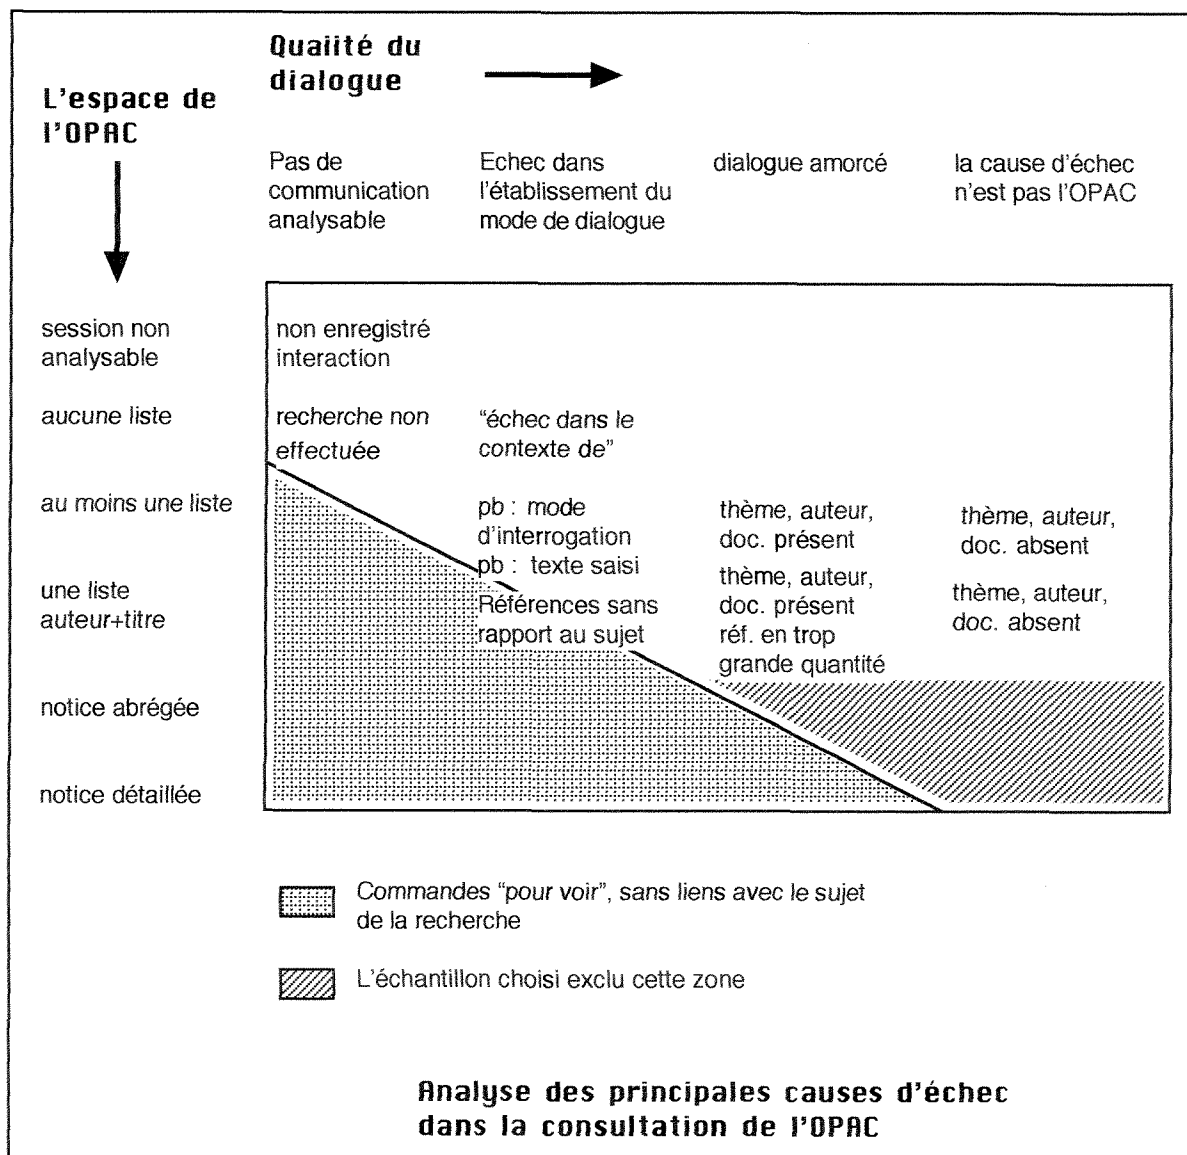 Qualité du
dialogue
L'espace de
l'OPAC
Pas de
communication
analysable
Echec dans
l'établissement du
mode de dialogue
dialogue amorcé
la cause d'échec
n'est pas l'OPAC
session non
analysable
non enregistré
interaction
aucune liste
recherche non
effectuée
"échec dans le
contexte de"
au moins une liste
pb : mode
d'interrogation
pb : texte saisi
thème, auteur,
doc. présent
thème, auteur,
doc. absent
une liste
auteur+titre
Références sans
rapport au sujet
thème, auteur,
doc. présent
réf. en trop
grande quantité
thème, auteur,
doc. absent
notice abrégée
notice détaillée
Commandes "pour voir", sans liens avec le sujet
de la recherche
L'échantillon choisi exclu cette zone
Analyse des principales causes d'échec
dans la consultation de l'OPAC